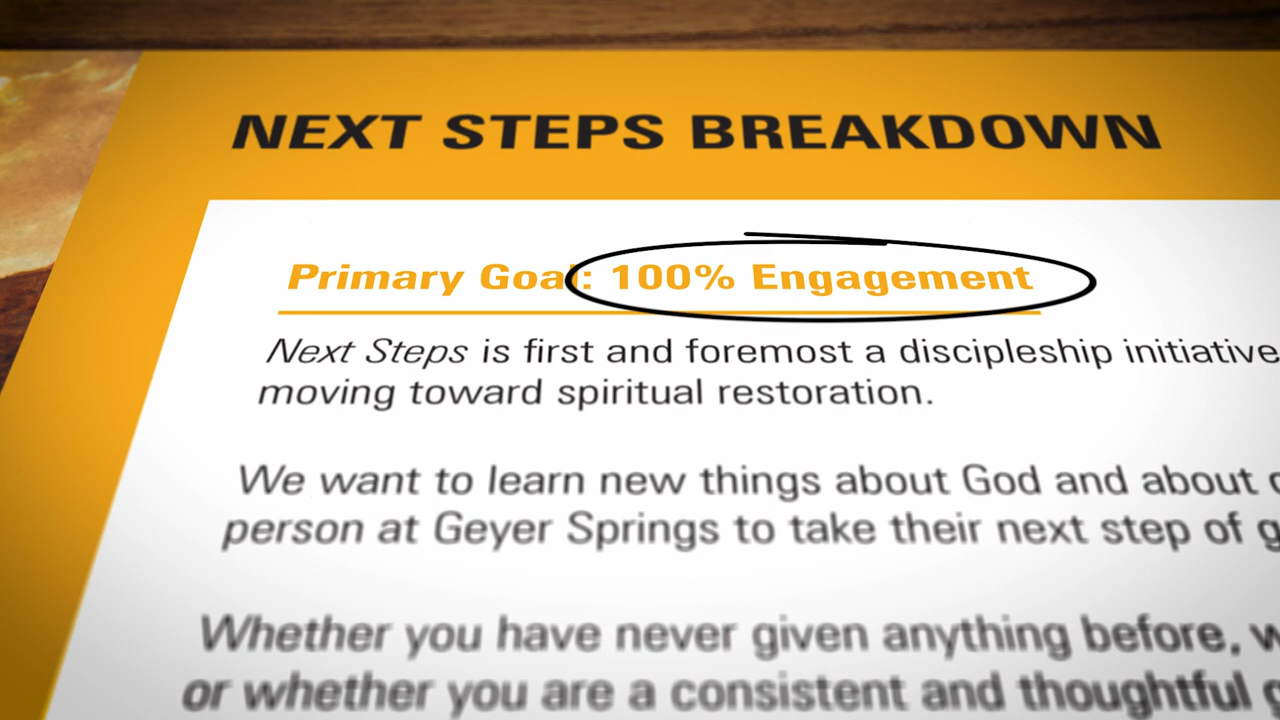 NEXT STEPS BREAKDOWN
Primary Goal: 100% Engagement
Next Steps is first and foremost a discipleship initiative
moving toward spiritual restoration.
We want to learn new things about God and about
person at Geyer Springs to take their next step of
Whether you have never given anything before,
or whether you are a consistent and thoughtful